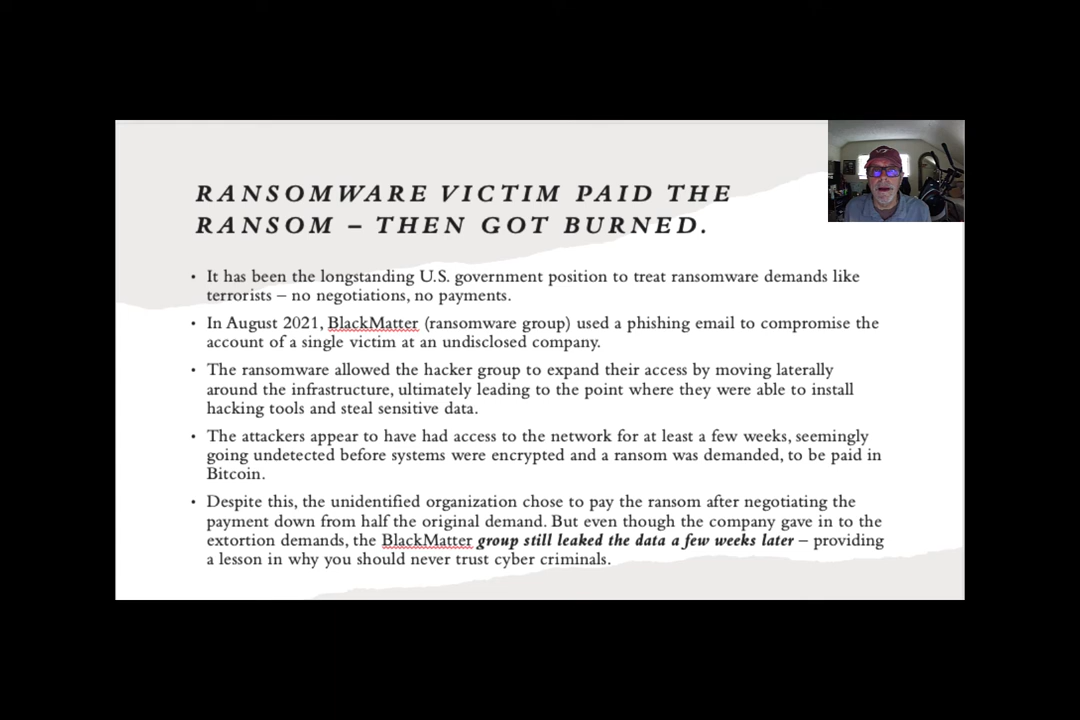 RANSOMWARE VICTIM PAID THE
RANSOM – THEN GOT BURNED.
• It has been the longstanding U.S. government position to treat ransomware demands like
terrorists – no negotiations, no payments.
• In August 2021, BlackMatter (ransomware group) used a phishing email to compromise the
account of a single victim at an undisclosed company.
• The ransomware allowed the hacker group to expand their access by moving laterally
around the infrastructure, ultimately leading to the point where they were able to install
hacking tools and steal sensitive data.
• The attackers appear to have had access to the network for at least a few weeks, seemingly
going undetected before systems were encrypted and a ransom was demanded, to be paid in
Bitcoin.
• Despite this, the unidentified organization chose to pay the ransom after negotiating the
payment down from half the original demand. But even though the company gave in to the
extortion demands, the BlackMatter group still leaked the data a few weeks later – providing
a lesson in why you should never trust cyber criminals.